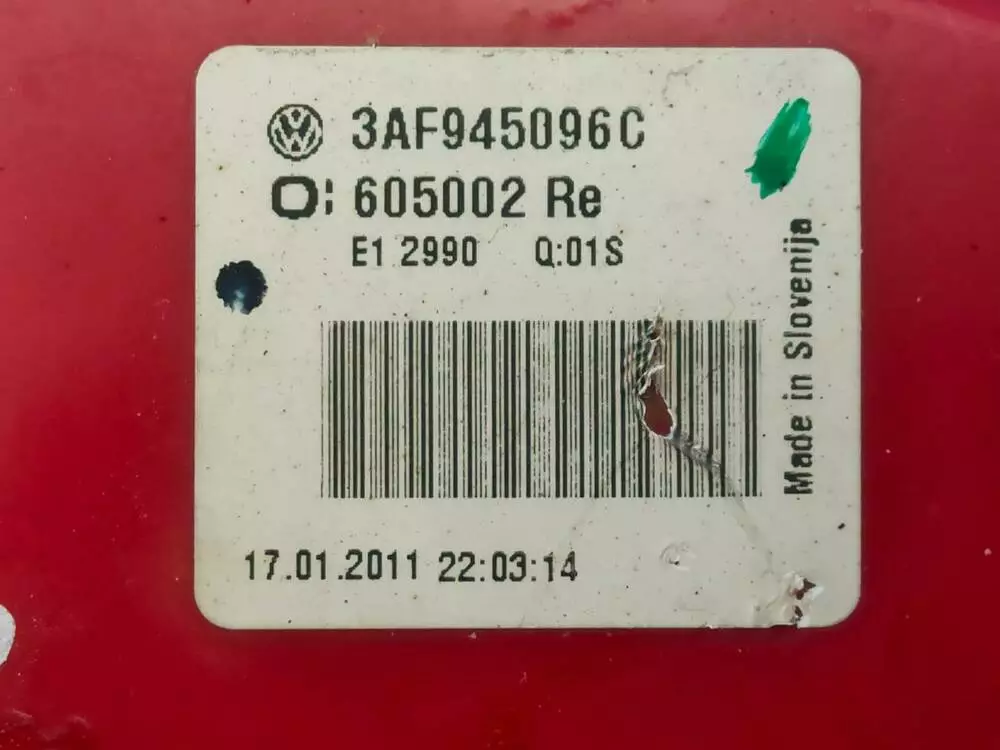 3AF945096C
O: 605002 Re
E1 2990 Q:01S
Made in Slovenija
17.01.2011 22:03:14